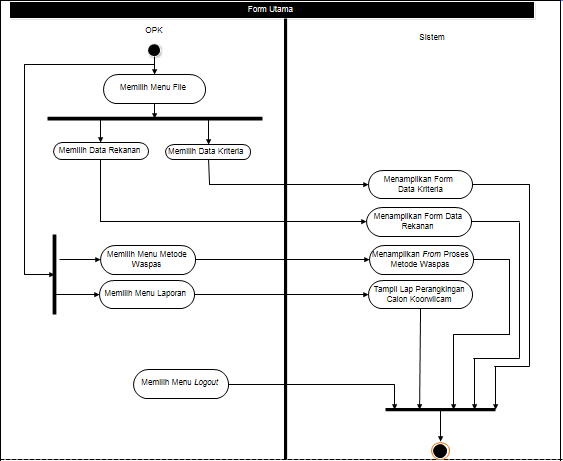 Form Utama
OPK
Sistem
Memilih Menu File
Memilih Data Rekanan
Memilih Data Kriteria
Menampilkan Form
Data Kriteria
Menampilkan Form Data
Rekanan
Memilih Menu Metode
Waspas
Menampilkan From Proses
Metode Waspas
Memilih Menu Laporan
Tampil Lap Perangkingan
Calon Koorwilcam
Memilih Menu Logout